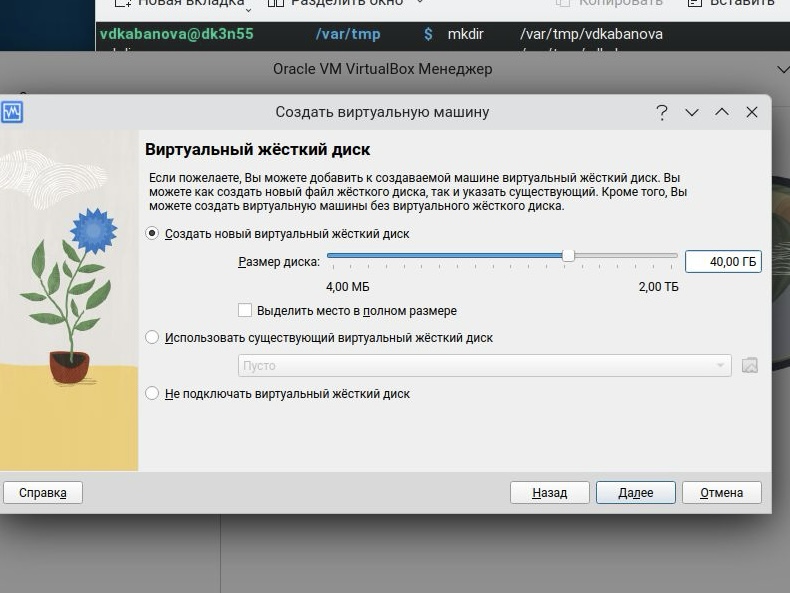 Новая вкладка Разделить окно Копировать Вставить
vdkabanova@dk3n55 /var/tmp $ mkdir /var/tmp/vdkabanova
Oracle VM VirtualBox Менеджер
Создать виртуальную машину
Виртуальный жёсткий диск
Если пожелаете, Вы можете добавить к создаваемой машине виртуальный жёсткий диск. Вы
можете как создать новый файл жёсткого диска, так и указать существующий. Кроме того, Вы
можете создать виртуальную машины без виртуального жёсткого диска.
Создать новый виртуальный жёсткий диск
Размер диска: 40,00 ГБ
4,00 МБ 2,00 ТБ
Выделить место в полном размере
Использовать существующий виртуальный жёсткий диск
Пусто
Не подключать виртуальный жёсткий диск
Справка Назад Далее Отмена